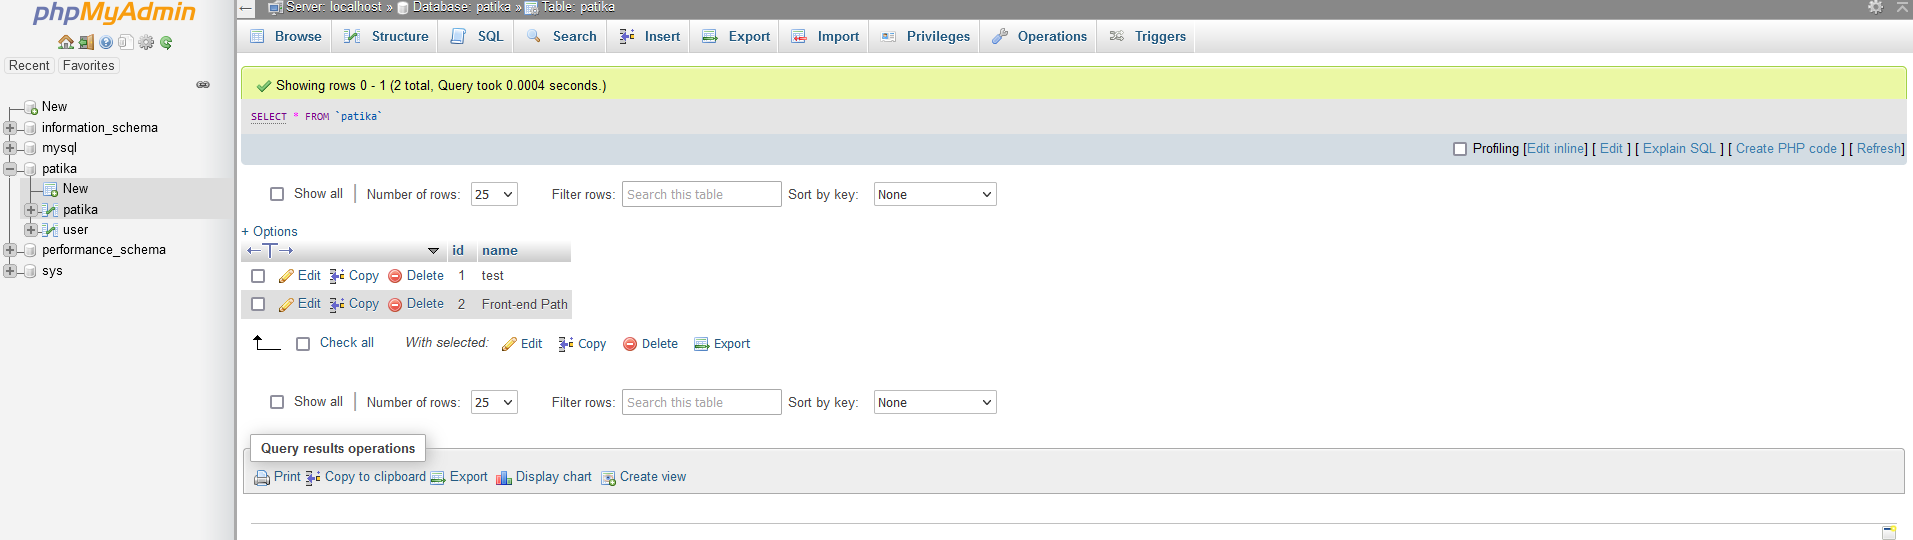 phpMyAdmin
Recent Favorites
New
information_schema
mysql
patika
New
patika
user
performance_schema
sys
Server: localhost » Database: patika » Table: patika
Browse Structure SQL Search Insert Export Import Privileges Operations Triggers
Showing rows 0 - 1 (2 total, Query took 0.0004 seconds.)
SELECT * FROM `patika`
Profiling [Edit inline] [ Edit ] [ Explain SQL ] [ Create PHP code ] [ Refresh]
Show all | Number of rows: 25 Filter rows: Search this table Sort by key: None
+ Options
←T→ id name
Edit Copy Delete 1 test
Edit Copy Delete 2 Front-end Path
Check all With selected: Edit Copy Delete Export
Show all | Number of rows: 25 Filter rows: Search this table Sort by key: None
Query results operations
Print Copy to clipboard Export Display chart Create view